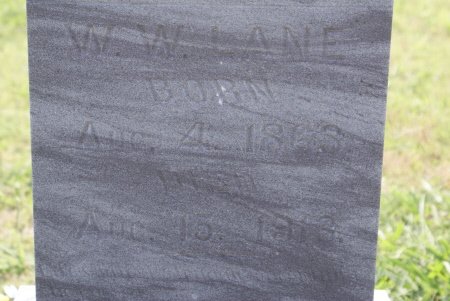 W. W. LANE
BORN
Aug. 4, 1863
DIED
Aug. 15, 1913.